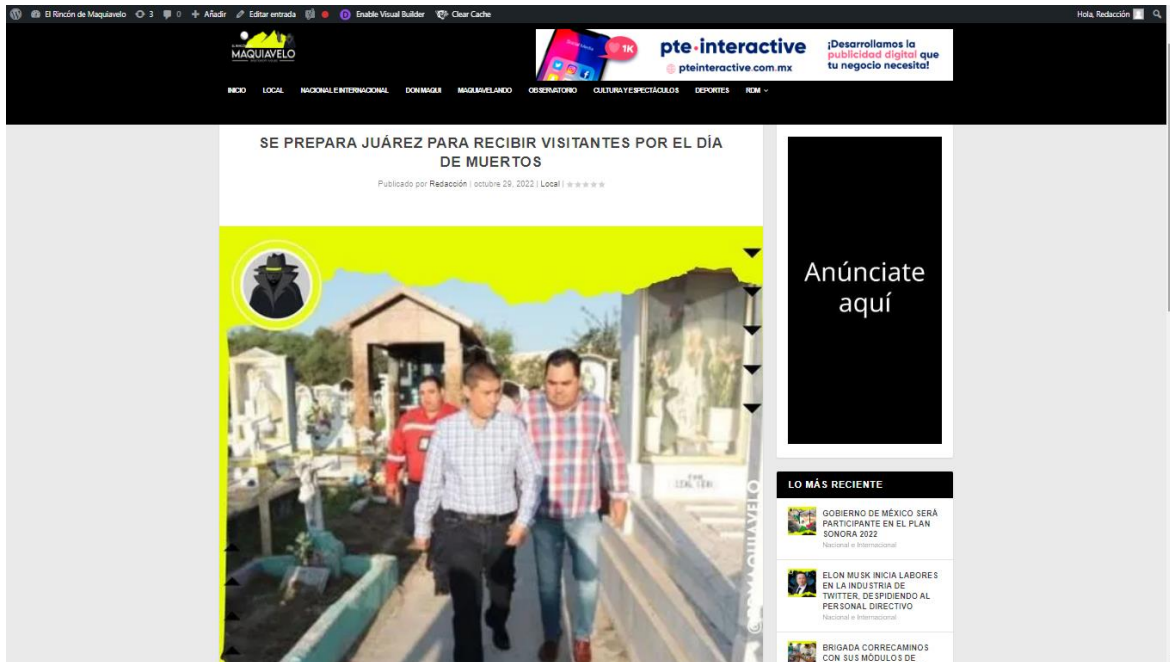 El Rincón de Maquiavelo 3 0 Añadir Editar entrada Enable Visual Builder Clear Cache Hola, Redacción
MAQUIAVELO
1K
pte·interactive
pteinteractive.com.mx
¡Desarrollamos la
publicidad digital que
tu negocio necesita!
INICIO LOCAL NACIONAL E INTERNACIONAL DON MAQUI MAQUIAVELANDO OBSERVATORIO CULTURA Y ESPECTÁCULOS DEPORTES RDM
SE PREPARA JUÁREZ PARA RECIBIR VISITANTES POR EL DÍA
DE MUERTOS
Publicado por Redacción | octubre 29, 2022 | Local |
Anúnciate
aquí
LO MÁS RECIENTE
GOBIERNO DE MÉXICO SERÁ
PARTICIPANTE EN EL PLAN
SONORA 2022
Nacional e Internacional
ELON MUSK INICIA LABORES
EN LA INDUSTRIA DE
TWITTER, DESPIDIENDO AL
PERSONAL DIRECTIVO
Nacional e Internacional
BRIGADA CORRECAMINOS
CON SUS MÓDULOS DE